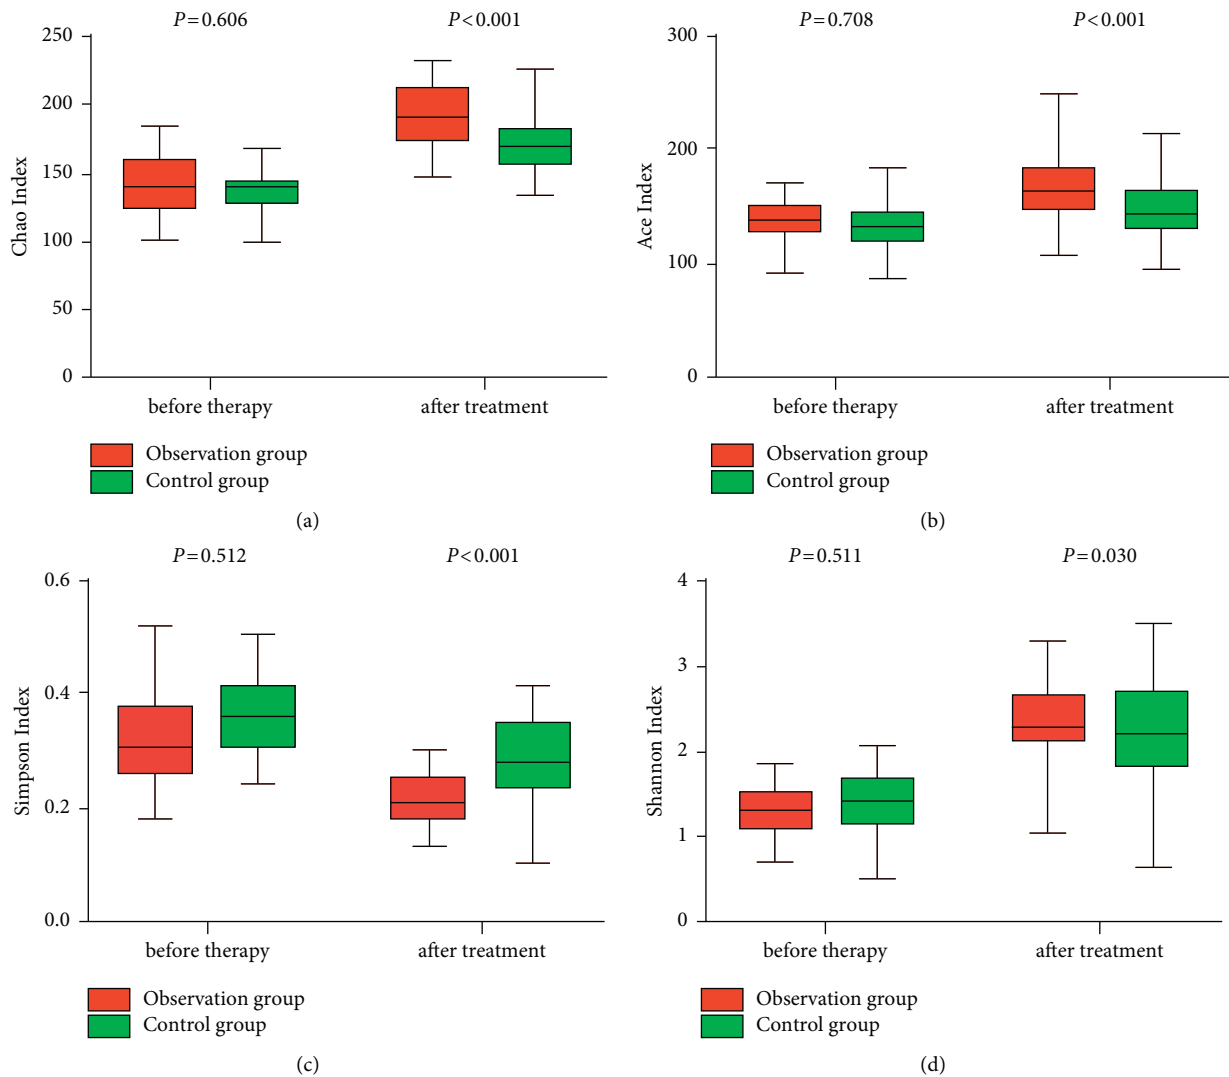 P=0.606
P<0.001
250
200
150
100
50
0
Chao Index
before therapy
after treatment
Observation group
Control group
(a)
P=0.708
P<0.001
300
200
100
0
Ace Index
before therapy
after treatment
Observation group
Control group
(b)
P=0.512
P<0.001
0.6
0.4
0.2
0.0
Simpson Index
before therapy
after treatment
Observation group
Control group
(c)
P=0.511
P=0.030
4
3
2
1
0
Shannon Index
before therapy
after treatment
Observation group
Control group
(d)